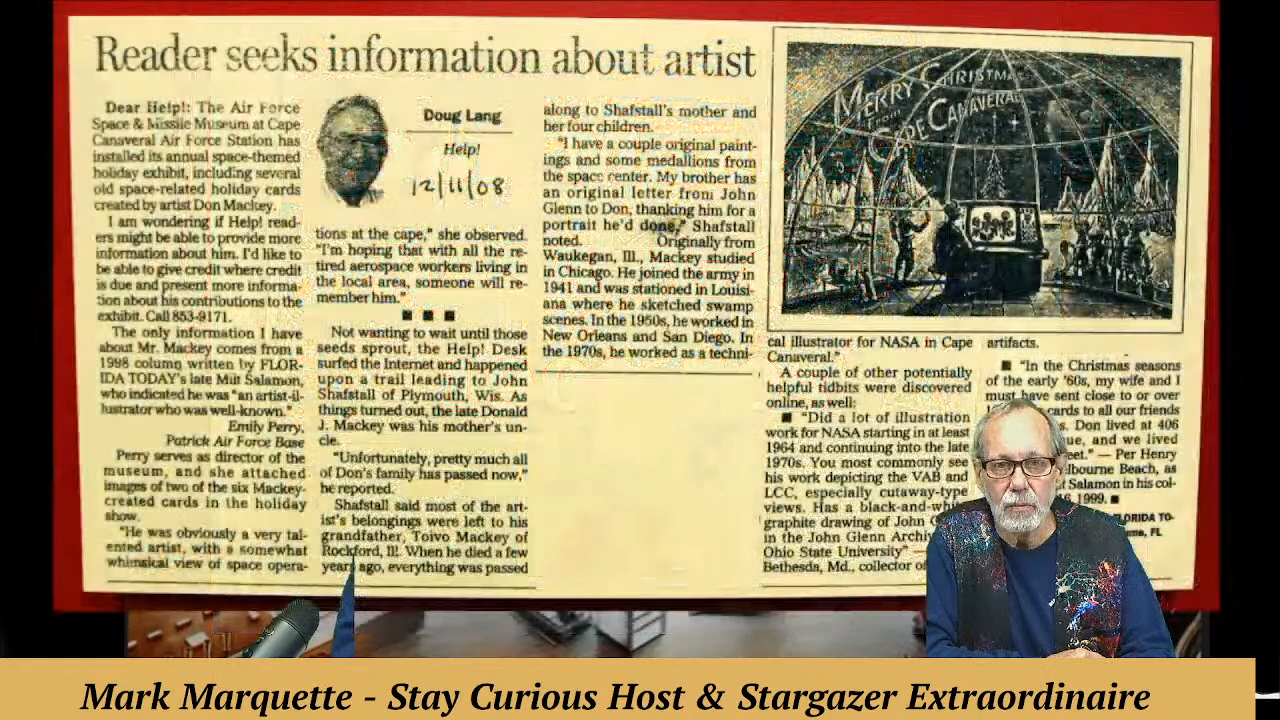 Reader seeks information about artist
Dear Help!: The Air Force
Space & Missile Museum at Cape
Canaveral Air Force Station has
installed its annual space-themed
holiday exhibit, including several
old space-related holiday cards
created by artist Don Mackey.
I am wondering if Help! read-
ers might be able to provide more
information about him. I'd like to
be able to give credit where credit
is due and present more informa-
tion about his contributions to the
exhibit. Call 853-9171.
The only information I have
about Mr. Mackey comes from a
1998 column written by FLOR-
IDA TODAY's late Milt Salamon,
who indicated he was "an artist-il-
lustrator who was well-known."
Emily Perry,
Patrick Air Force Base
Perry serves as director of the
museum, and she attached
images of two of the six Mackey-
created cards in the holiday
show.
"He was obviously a very tal-
ented artist, with a somewhat
whimsical view of space opera-
Doug Lang
Help!
12/11/08
tions at the cape," she observed.
"I'm hoping that with all the re-
tired aerospace workers living in
the local area, someone will re-
member him."
Not wanting to wait until those
seeds sprout, the Help! Desk
surfed the Internet and happened
upon a trail leading to John
Shafstall of Plymouth, Wis. As
things turned out, the late Donald
J. Mackey was his mother's un-
cle.
"Unfortunately, pretty much all
of Don's family has passed now,"
he reported.
Shafstall said most of the art-
ist's belongings were left to his
grandfather, Toivo Mackey of
Rockford, Ill. When he died a few
years ago, everything was passed
along to Shafstall's mother and
her four children.
"I have a couple original paint-
ings and some medallions from
the space center. My brother has
an original letter from John
Glenn to Don, thanking him for a
portrait he'd done," Shafstall
noted. Originally from
Waukegan, Ill., Mackey studied
in Chicago. He joined the army in
1941 and was stationed in Louisi-
ana where he sketched swamp
scenes. In the 1950s, he worked in
New Orleans and San Diego. In
the 1970s, he worked as a techni-
MERRY CHRISTMAS
from
CAPE CANAVERAL
cal illustrator for NASA in Cape
Canaveral."
A couple of other potentially
helpful tidbits were discovered
online, as well:
■ "Did a lot of illustration
work for NASA starting in at least
1964 and continuing into the late
1970s. You most commonly see
his work depicting the VAB and
LCC, especially cutaway-type
views. Has a black-and-whi
graphite drawing of John
in the John Glenn Archi
Ohio State University" —
Bethesda, Md., collector of
artifacts.
■ "In the Christmas seasons
of the early '60s, my wife and I
must have sent close to or over
cards to all our friends
s. Don lived at 406
ue, and we lived
eet." — Per Henry
lbourne Beach, as
t Salamon in his col-
6, 1999. ■
LORIDA TO-
rne, FL
Mark Marquette - Stay Curious Host & Stargazer Extraordinaire